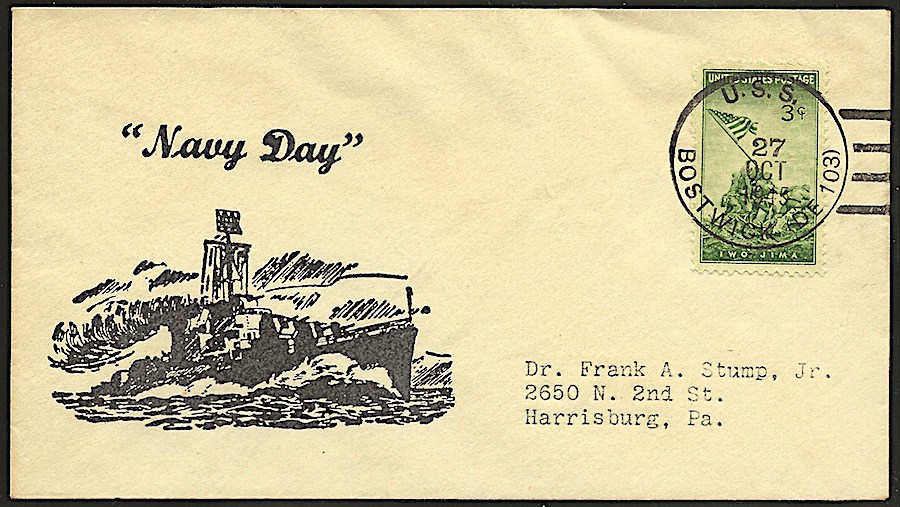 "Navy Day"
UNITED STATES POSTAGE
3¢
IWO JIMA
U.S.S.
27
OCT
1945
BOSTWICK (DE 103)
Dr. Frank A. Stump, Jr.
2650 N. 2nd St.
Harrisburg, Pa.